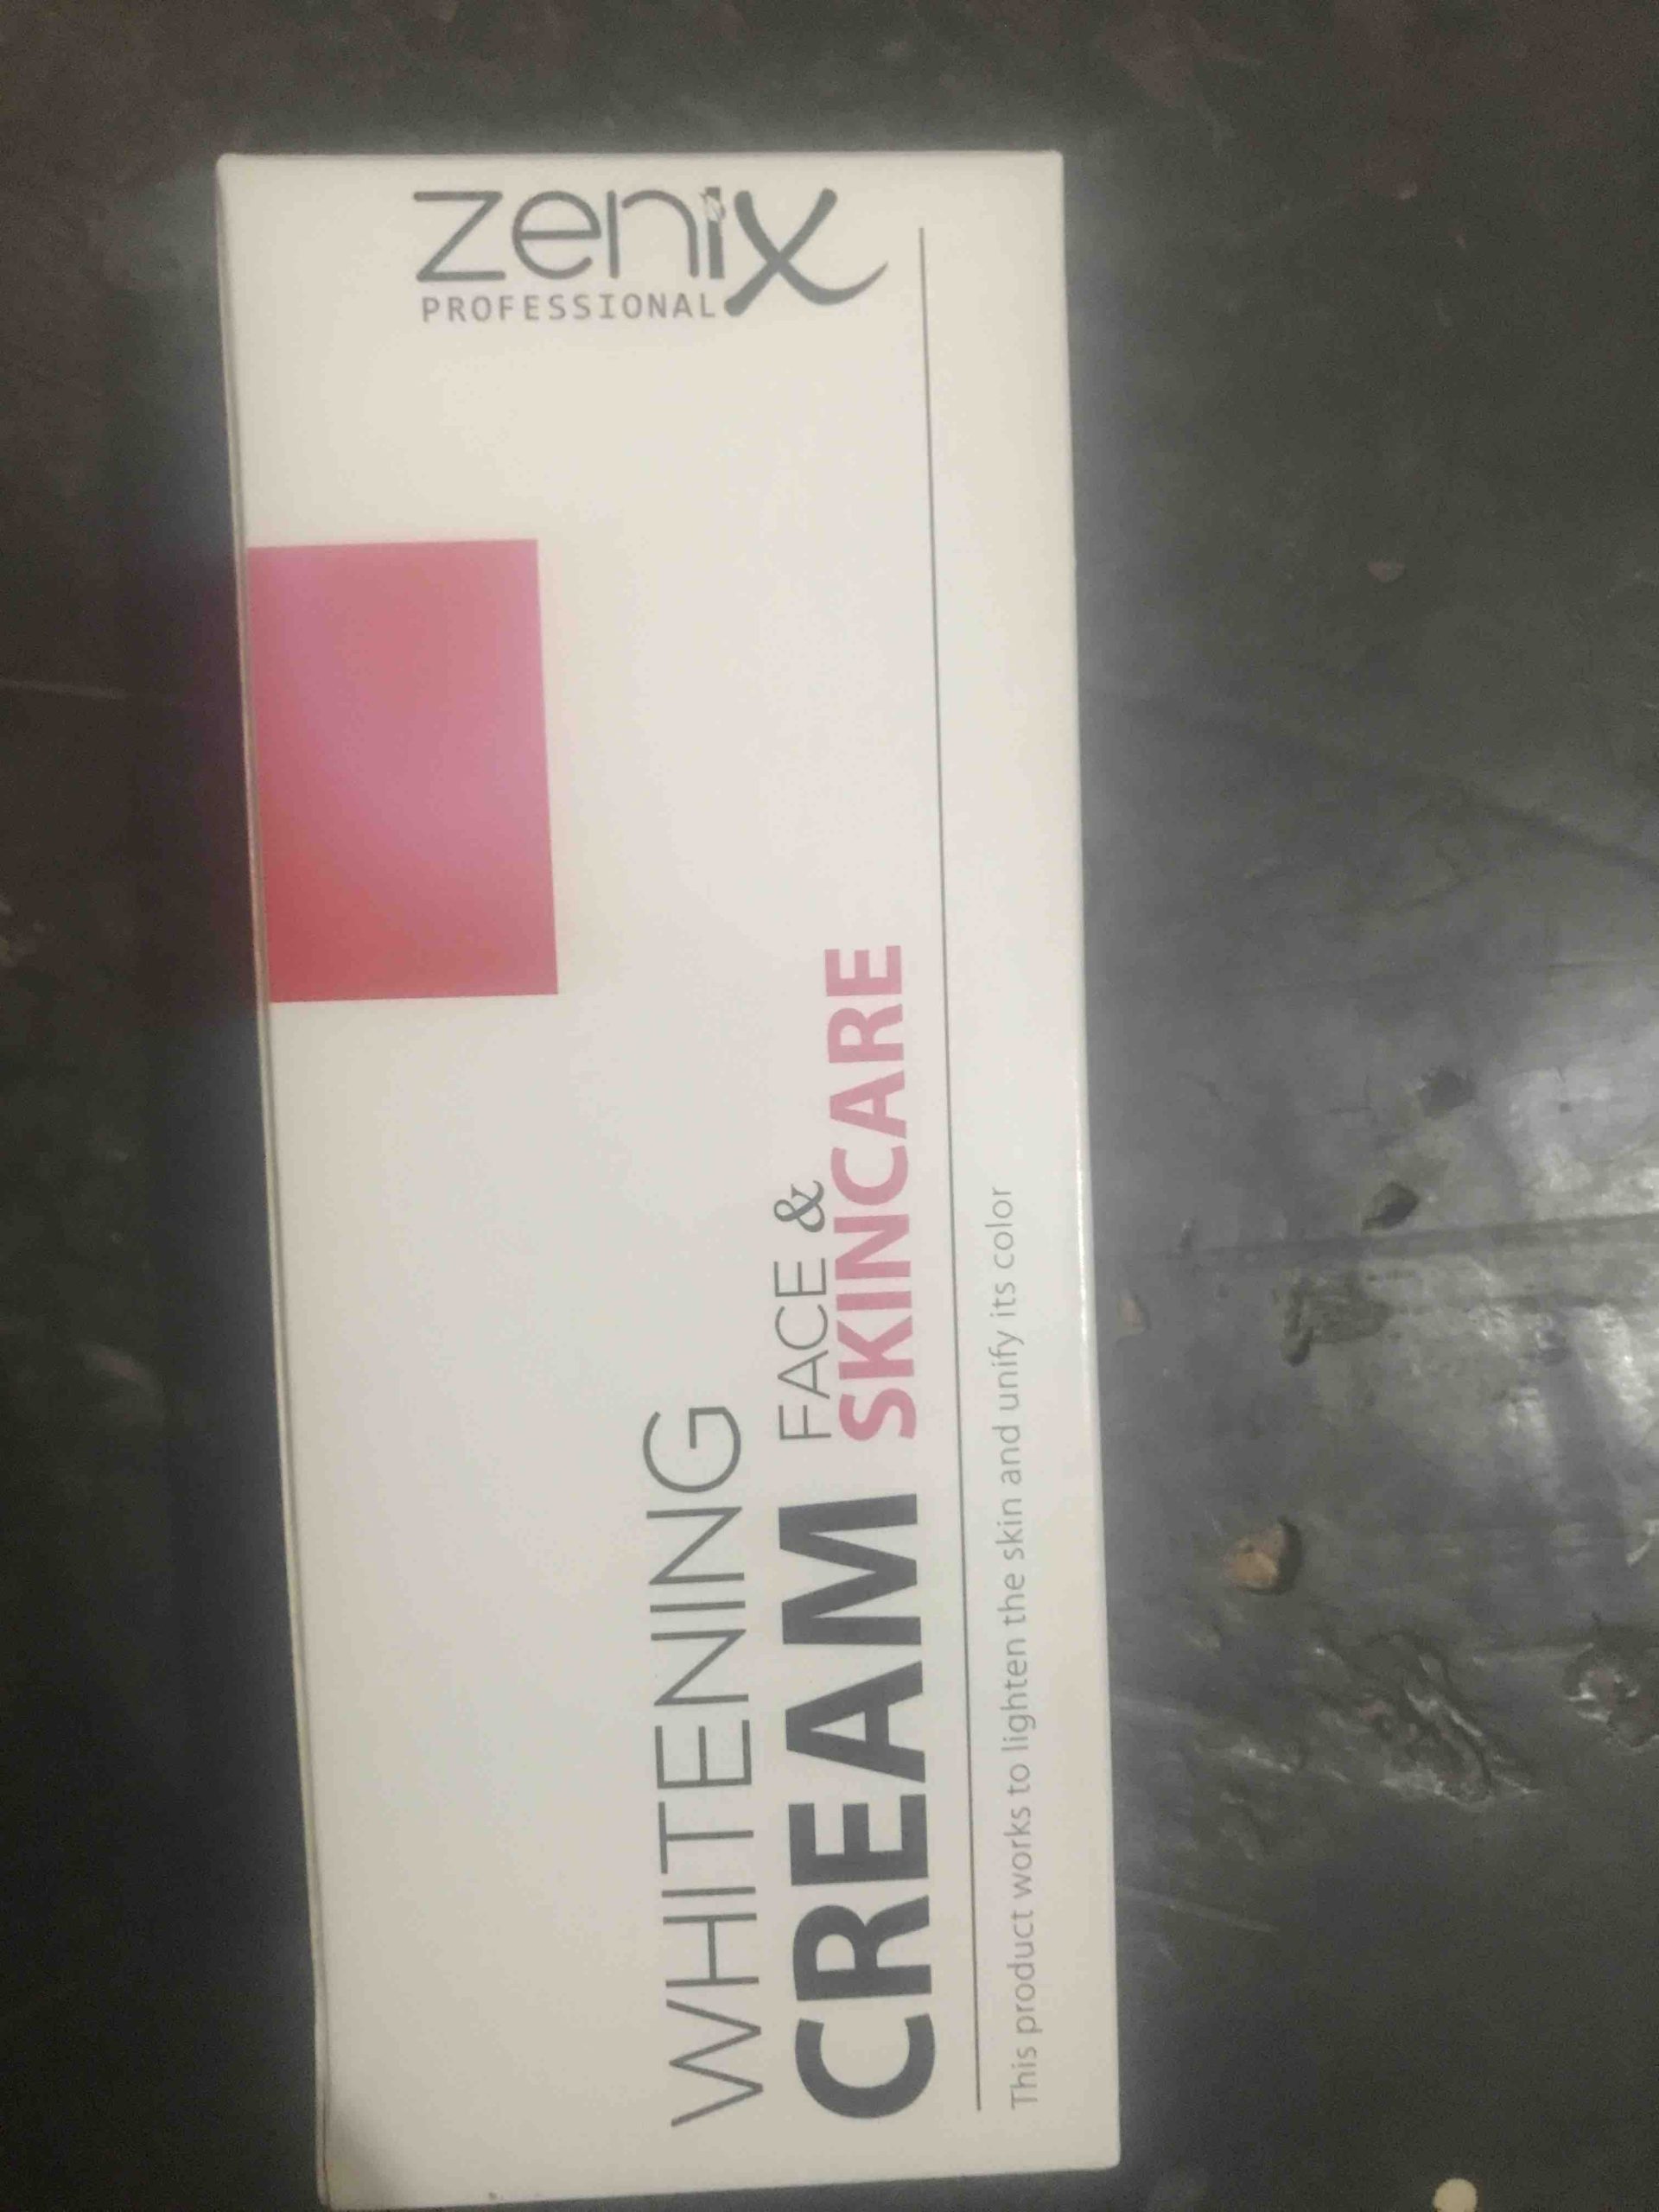 zenix
PROFESSIONAL
WHITENING
CREAM FACE &
SKINCARE
This product works to lighten the skin and unify its color